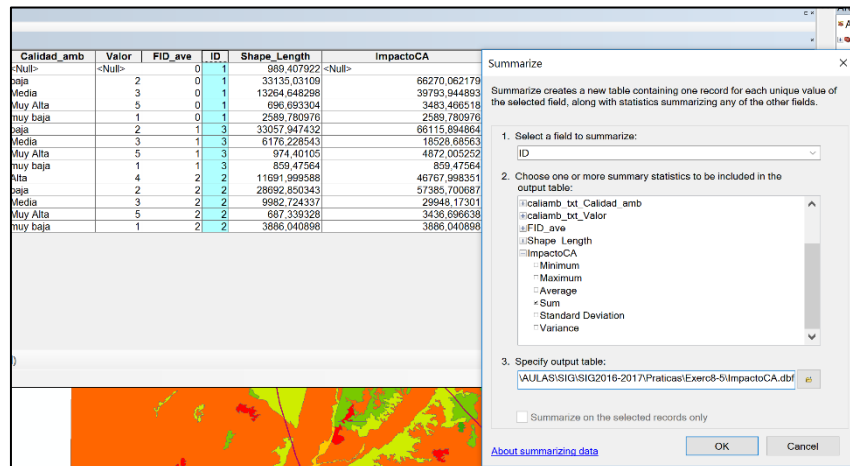 Calidad_amb Valor FID_ave ID Shape_Length ImpactoCA
<Null> <Null> 0 1 989,407922 <Null>
baja 2 0 1 33135,03109 66270,062179
Media 3 0 1 13264,648298 39793,944893
Muy Alta 5 0 1 696,693304 3483,466518
muy baja 1 0 1 2589,780976 2589,780976
baja 2 1 3 33057,947432 66115,894864
Media 3 1 3 6176,228543 18528,68563
Muy Alta 5 1 3 974,40105 4872,005252
muy baja 1 1 3 859,47564 859,47564
Alta 4 2 2 11691,999588 46767,998351
baja 2 2 2 28692,850343 57385,700687
Media 3 2 2 9982,724337 29948,17301
Muy Alta 5 2 2 687,339328 3436,696638
muy baja 1 2 2 3886,040898 3886,040898
Summarize
Summarize creates a new table containing one record for each unique value of
the selected field, along with statistics summarizing any of the other fields.
1. Select a field to summarize:
ID
2. Choose one or more summary statistics to be included in the
output table:
caliamb_txt_Calidad_amb
caliamb_txt_Valor
FID_ave
Shape_Length
ImpactoCA
Minimum
Maximum
Average
Sum
Standard Deviation
Variance
3. Specify output table:
\AULAS\SIG\SIG2016-2017\Praticas\Exerc8-5\ImpactoCA.dbf
Summarize on the selected records only
About summarizing data
OK Cancel